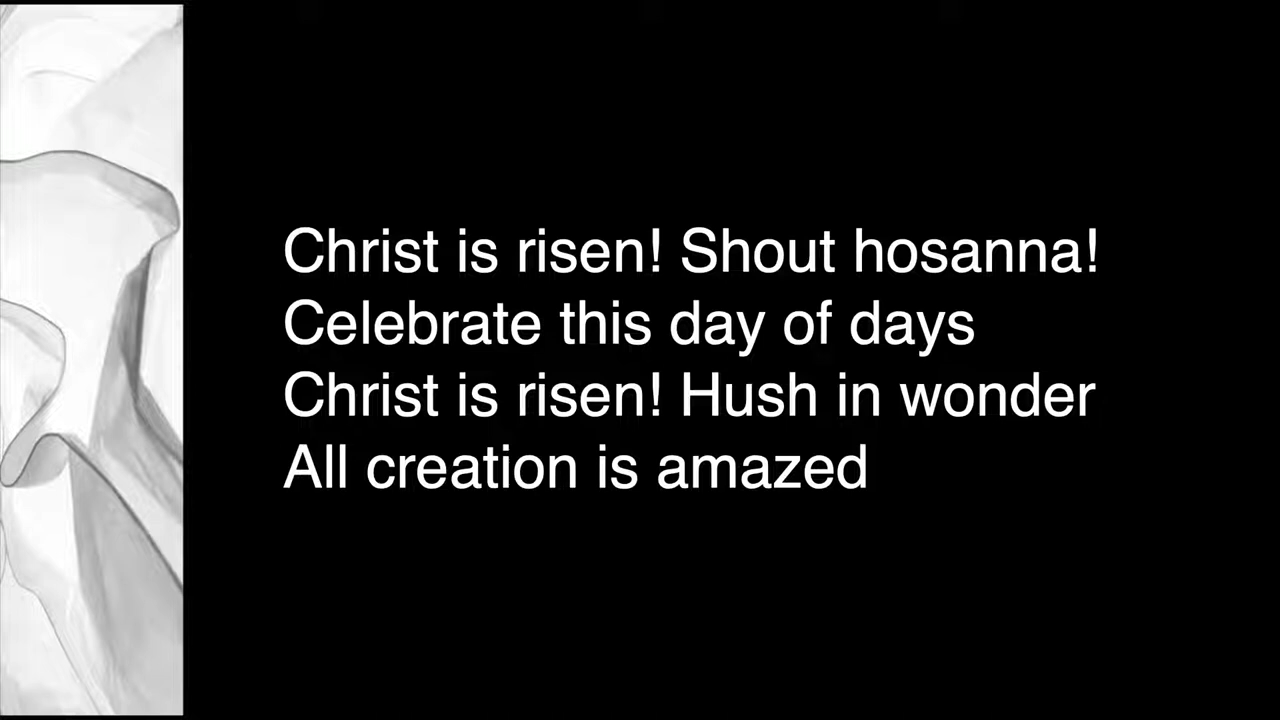 Christ is risen! Shout hosanna!
Celebrate this day of days
Christ is risen! Hush in wonder
All creation is amazed